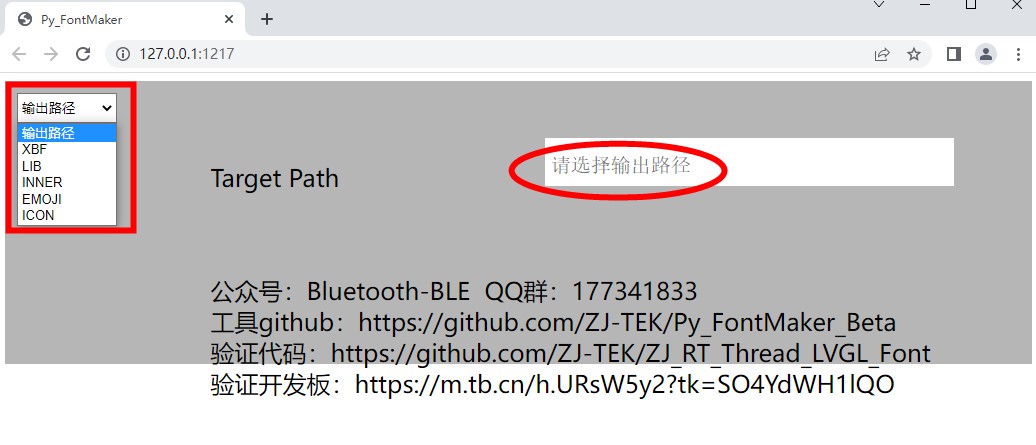 Py_FontMaker
127.0.0.1:1217
输出路径
输出路径
XBF
LIB
INNER
EMOJI
ICON
Target Path
请选择输出路径
公众号：Bluetooth-BLE  QQ群：177341833
工具github：https://github.com/ZJ-TEK/Py_FontMaker_Beta
验证代码：https://github.com/ZJ-TEK/ZJ_RT_Thread_LVGL_Font
验证开发板：https://m.tb.cn/h.URsW5y2?tk=SO4YdWH1lQO